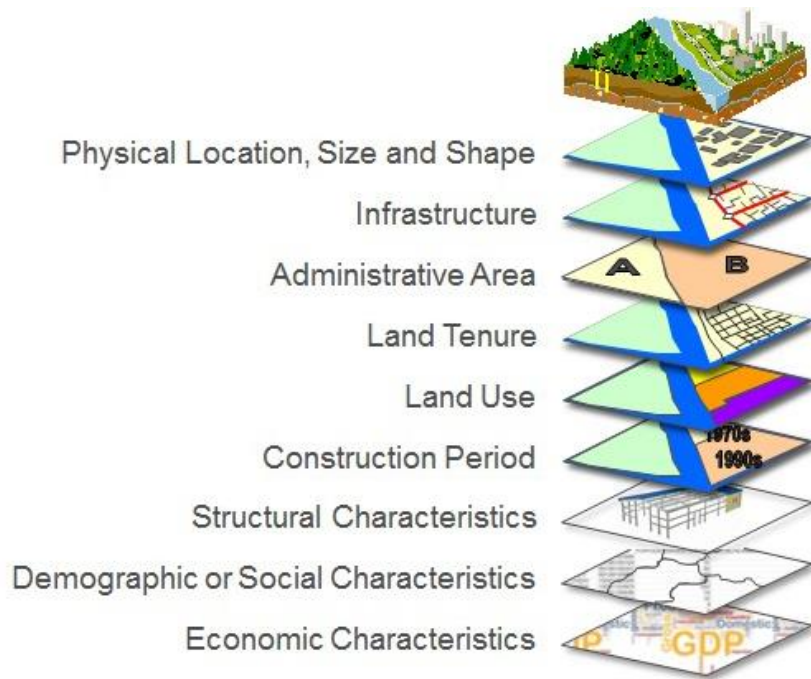 Physical Location, Size and Shape
Infrastructure
Administrative Area
A
B
Land Tenure
Land Use
Construction Period
1970s
1990s
Structural Characteristics
Demographic or Social Characteristics
Economic Characteristics
GDP